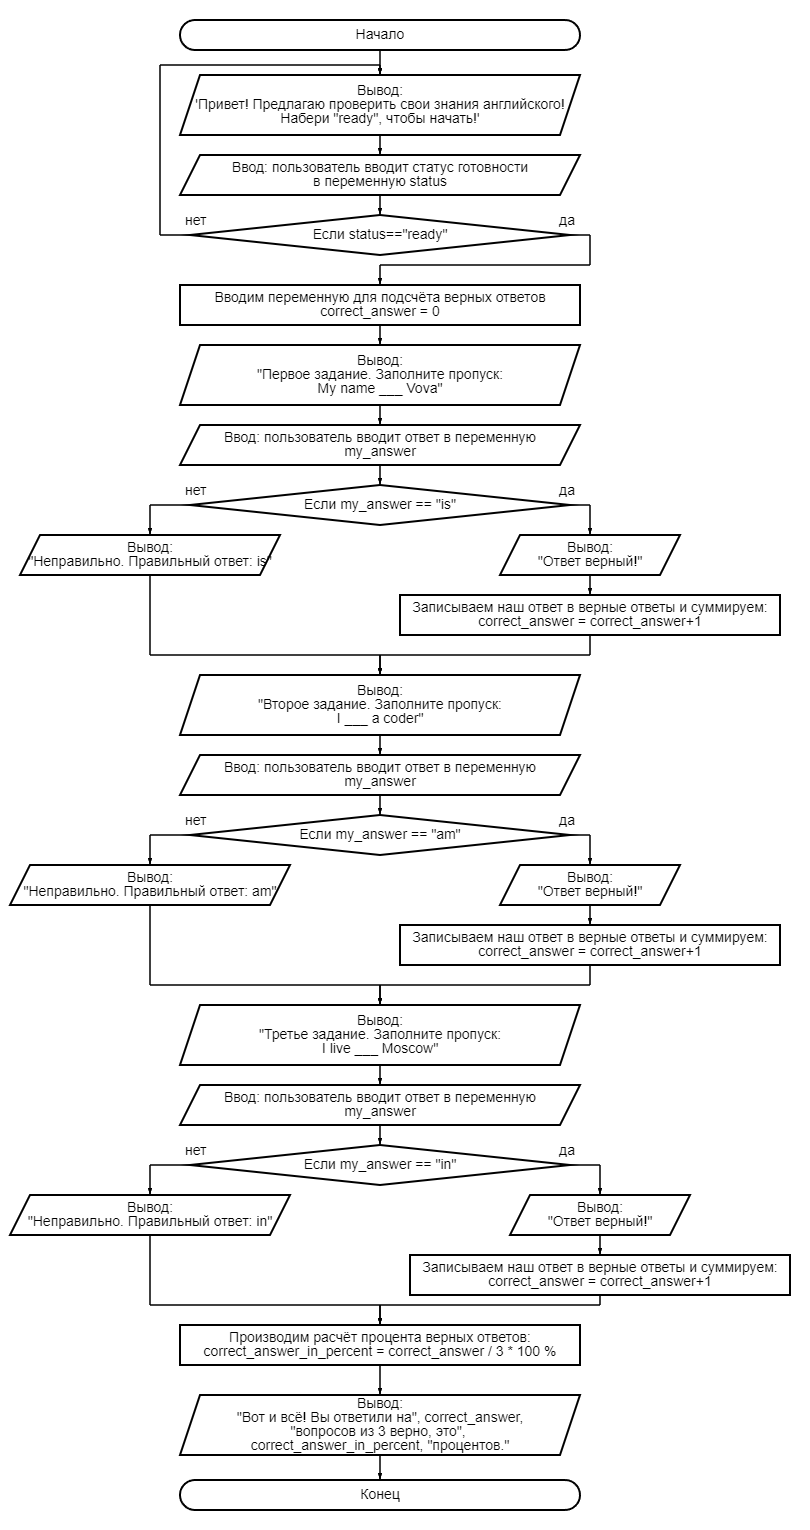 Начало
Вывод:
'Привет! Предлагаю проверить свои знания английского!
Набери "ready", чтобы начать!'
Ввод: пользователь вводит статус готовности
в переменную status
нет
да
Если status=="ready"
Вводим переменную для подсчёта верных ответов
correct_answer = 0
Вывод:
"Первое задание. Заполните пропуск:
My name ___ Vova"
Ввод: пользователь вводит ответ в переменную
my_answer
нет
да
Если my_answer == "is"
Вывод:
"Неправильно. Правильный ответ: is"
Вывод:
"Ответ верный!"
Записываем наш ответ в верные ответы и суммируем:
correct_answer = correct_answer+1
Вывод:
"Второе задание. Заполните пропуск:
I ___ a coder"
Ввод: пользователь вводит ответ в переменную
my_answer
нет
да
Если my_answer == "am"
Вывод:
"Неправильно. Правильный ответ: am"
Вывод:
"Ответ верный!"
Записываем наш ответ в верные ответы и суммируем:
correct_answer = correct_answer+1
Вывод:
"Третье задание. Заполните пропуск:
I live ___ Moscow"
Ввод: пользователь вводит ответ в переменную
my_answer
нет
да
Если my_answer == "in"
Вывод:
"Неправильно. Правильный ответ: in"
Вывод:
"Ответ верный!"
Записываем наш ответ в верные ответы и суммируем:
correct_answer = correct_answer+1
Производим расчёт процента верных ответов:
correct_answer_in_percent = correct_answer / 3 * 100 %
Вывод:
"Вот и всё! Вы ответили на", correct_answer,
"вопросов из 3 верно, это",
correct_answer_in_percent, "процентов."
Конец